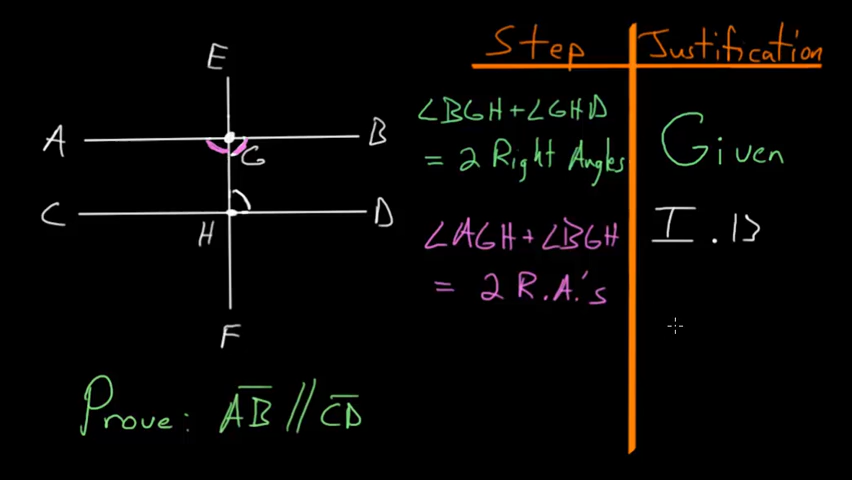 Step Justification
E
A B
G
C D
H
F
∠BGH+∠GHD
= 2 Right Angles
Given
∠AGH+∠BGH
= 2 R.A.'s
I.13
Prove: AB // CD